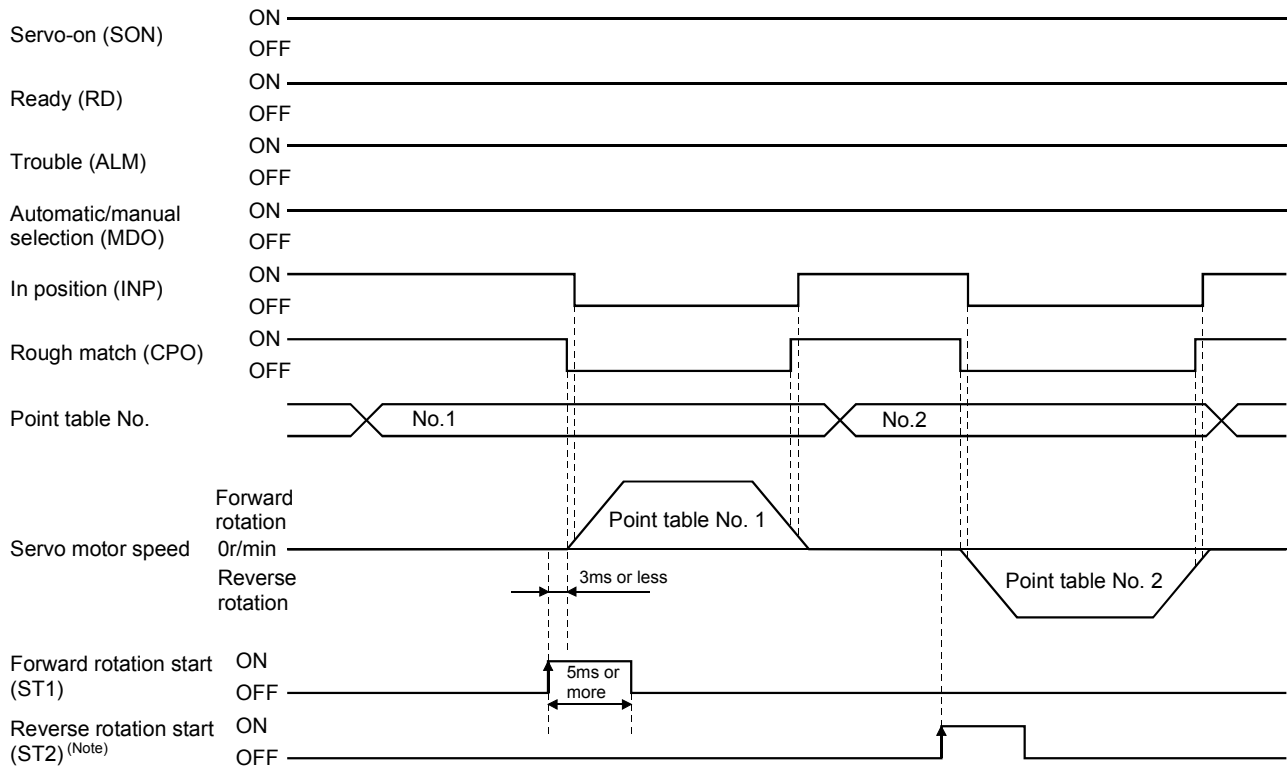 Servo-on (SON)
ON
OFF
Ready (RD)
ON
OFF
Trouble (ALM)
ON
OFF
Automatic/manual
selection (MDO)
ON
OFF
In position (INP)
ON
OFF
Rough match (CPO)
ON
OFF
Point table No.
No.1
No.2
Servo motor speed
Forward
rotation
0r/min
Reverse
rotation
Point table No. 1
Point table No. 2
3ms or less
Forward rotation start
(ST1)
ON
OFF
5ms or
more
Reverse rotation start
(ST2) (Note)
ON
OFF